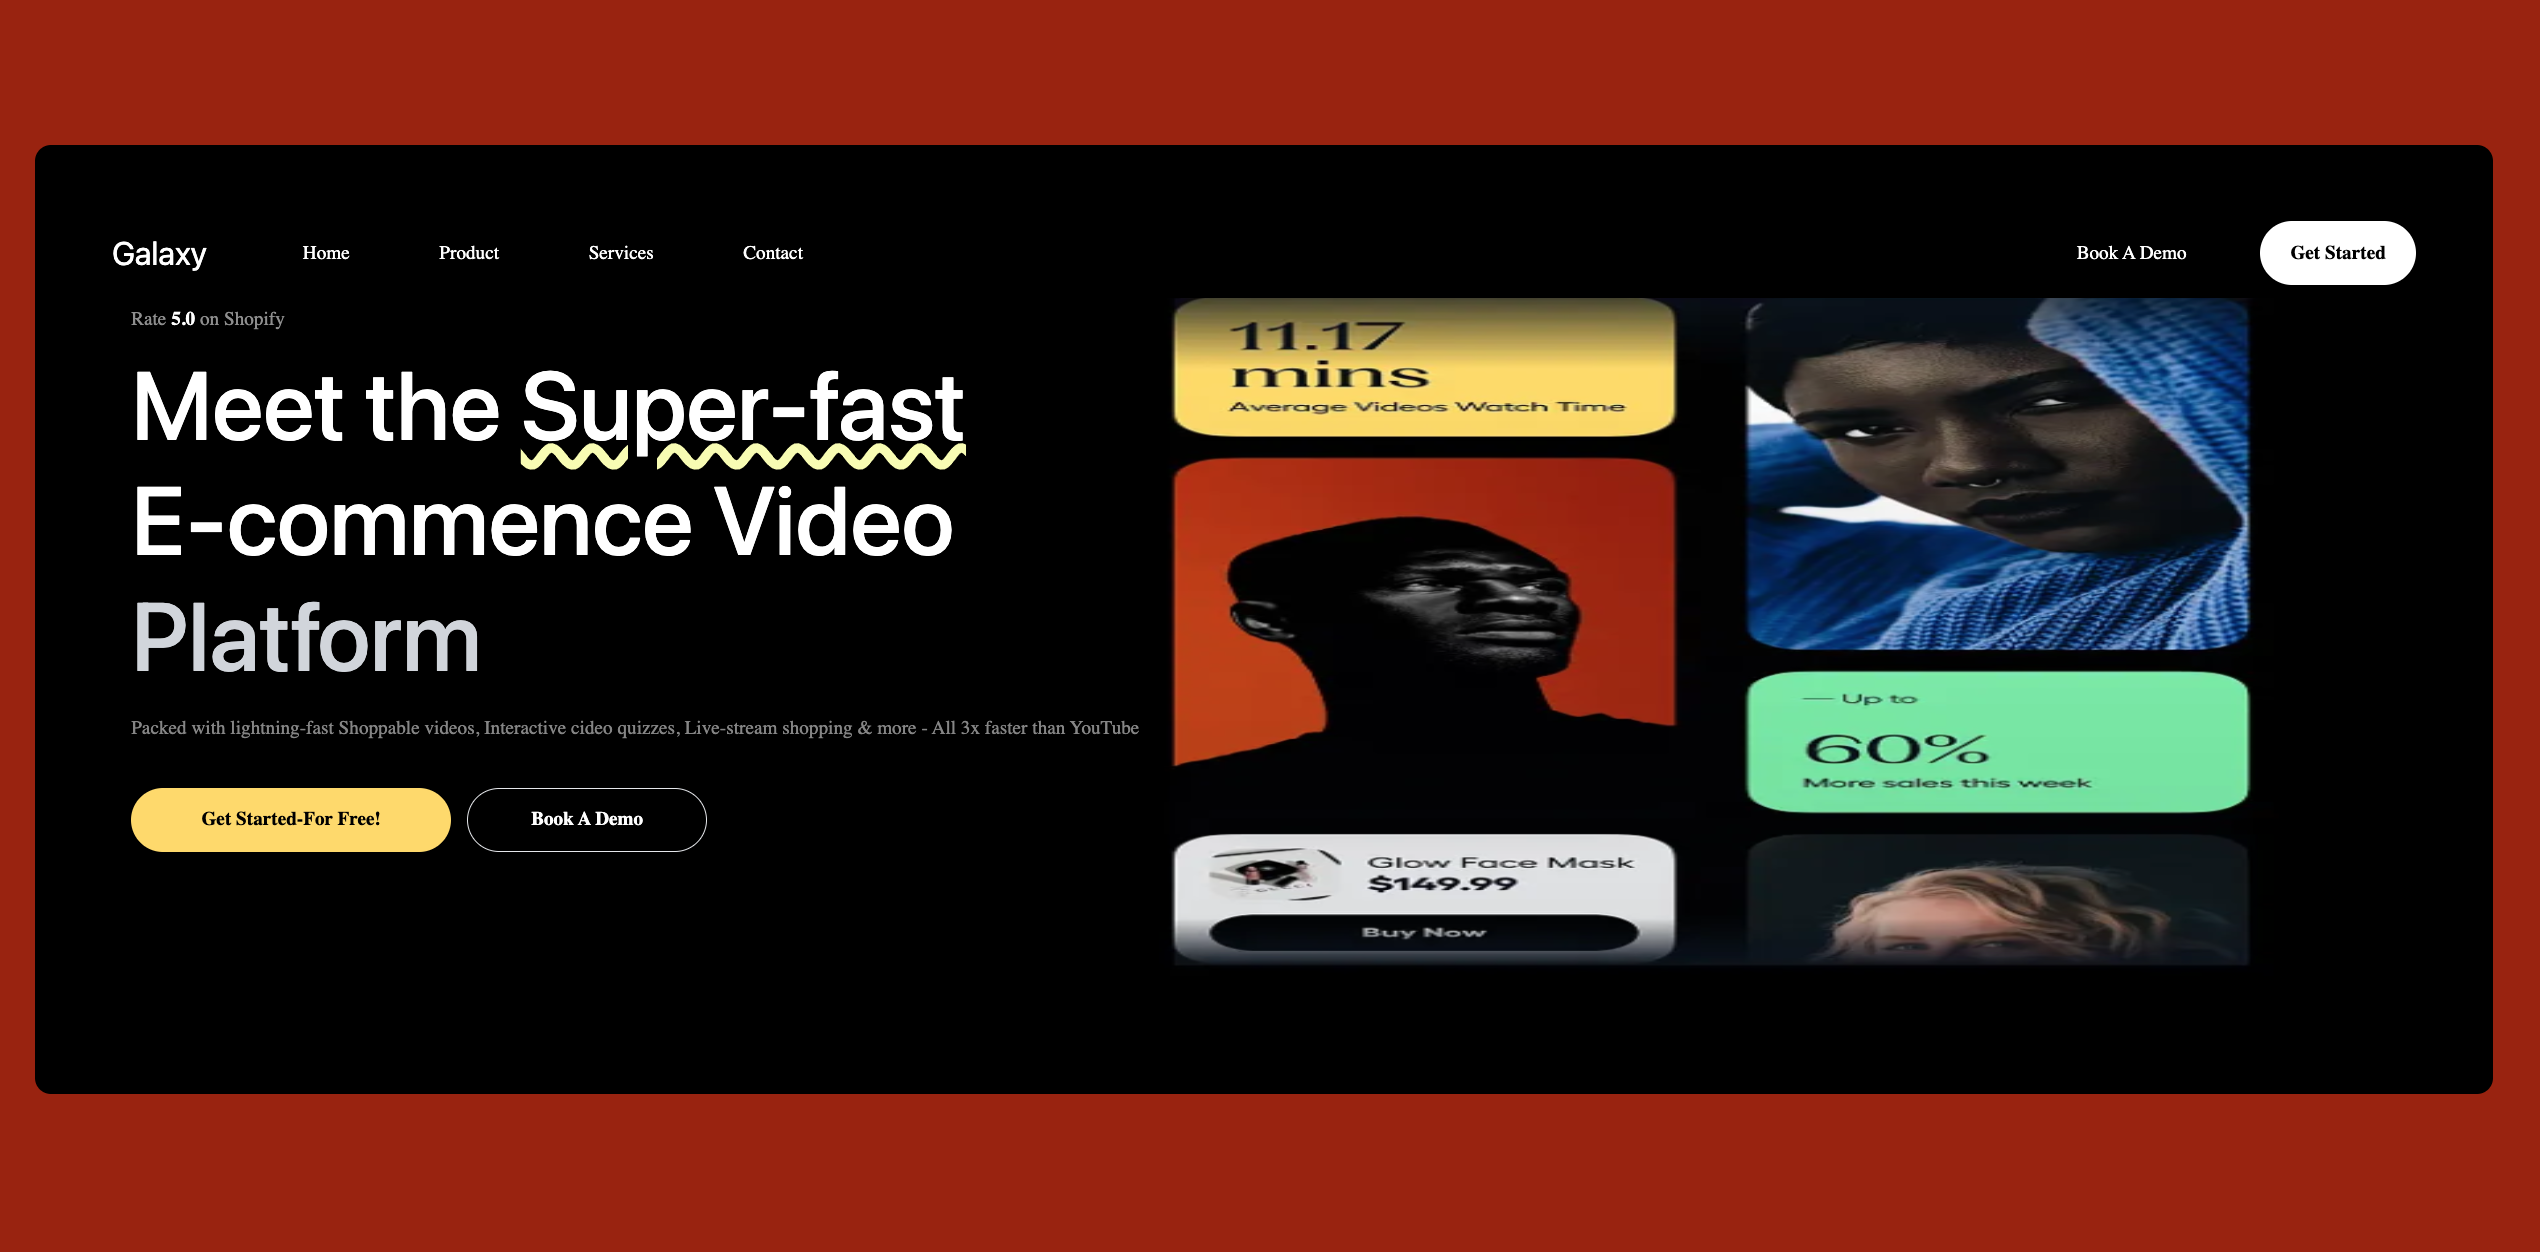 Galaxy
Home
Product
Services
Contact
Book A Demo
Get Started
Rate 5.0 on Shopify
Meet the Super-fast
E-commence Video
Platform
Packed with lightning-fast Shoppable videos, Interactive cideo quizzes, Live-stream shopping & more - All 3x faster than YouTube
Get Started-For Free!
Book A Demo
11.17
mins
Average Videos Watch Time
— Up to
60%
More sales this week
Glow Face Mask
$149.99
Buy Now